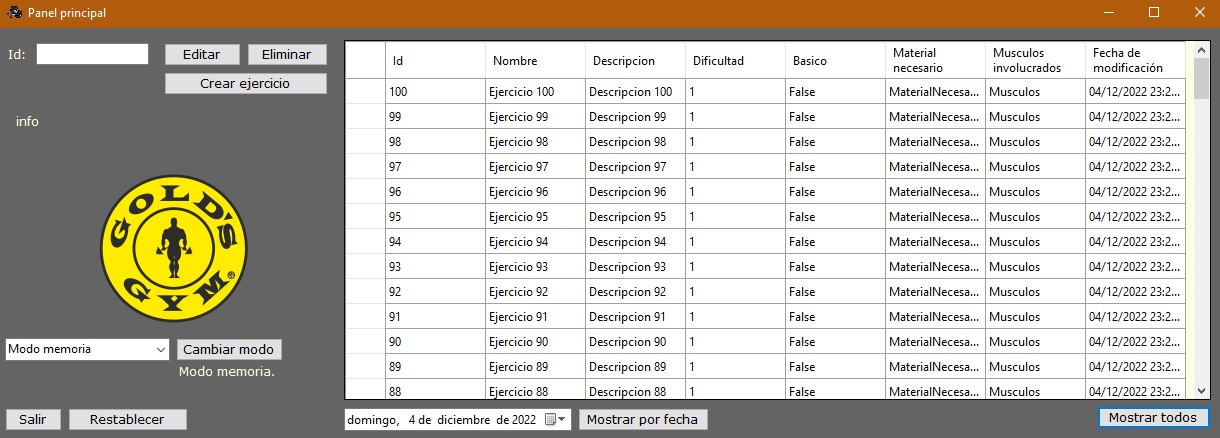 Panel principal
Id:
Editar
Eliminar
Crear ejercicio
info
GOLD'S
GYM®
Modo memoria
Cambiar modo
Modo memoria.
Salir
Restablecer
Id Nombre Descripcion Dificultad Basico Material necesario Musculos involucrados Fecha de modificación
100 Ejercicio 100 Descripcion 100 1 False MaterialNecesa... Musculos 04/12/2022 23:2...
99 Ejercicio 99 Descripcion 99 1 False MaterialNecesa... Musculos 04/12/2022 23:2...
98 Ejercicio 98 Descripcion 98 1 False MaterialNecesa... Musculos 04/12/2022 23:2...
97 Ejercicio 97 Descripcion 97 1 False MaterialNecesa... Musculos 04/12/2022 23:2...
96 Ejercicio 96 Descripcion 96 1 False MaterialNecesa... Musculos 04/12/2022 23:2...
95 Ejercicio 95 Descripcion 95 1 False MaterialNecesa... Musculos 04/12/2022 23:2...
94 Ejercicio 94 Descripcion 94 1 False MaterialNecesa... Musculos 04/12/2022 23:2...
93 Ejercicio 93 Descripcion 93 1 False MaterialNecesa... Musculos 04/12/2022 23:2...
92 Ejercicio 92 Descripcion 92 1 False MaterialNecesa... Musculos 04/12/2022 23:2...
91 Ejercicio 91 Descripcion 91 1 False MaterialNecesa... Musculos 04/12/2022 23:2...
90 Ejercicio 90 Descripcion 90 1 False MaterialNecesa... Musculos 04/12/2022 23:2...
89 Ejercicio 89 Descripcion 89 1 False MaterialNecesa... Musculos 04/12/2022 23:2...
88 Ejercicio 88 Descripcion 88 1 False MaterialNecesa... Musculos 04/12/2022 23:2...
domingo, 4 de diciembre de 2022
Mostrar por fecha
Mostrar todos